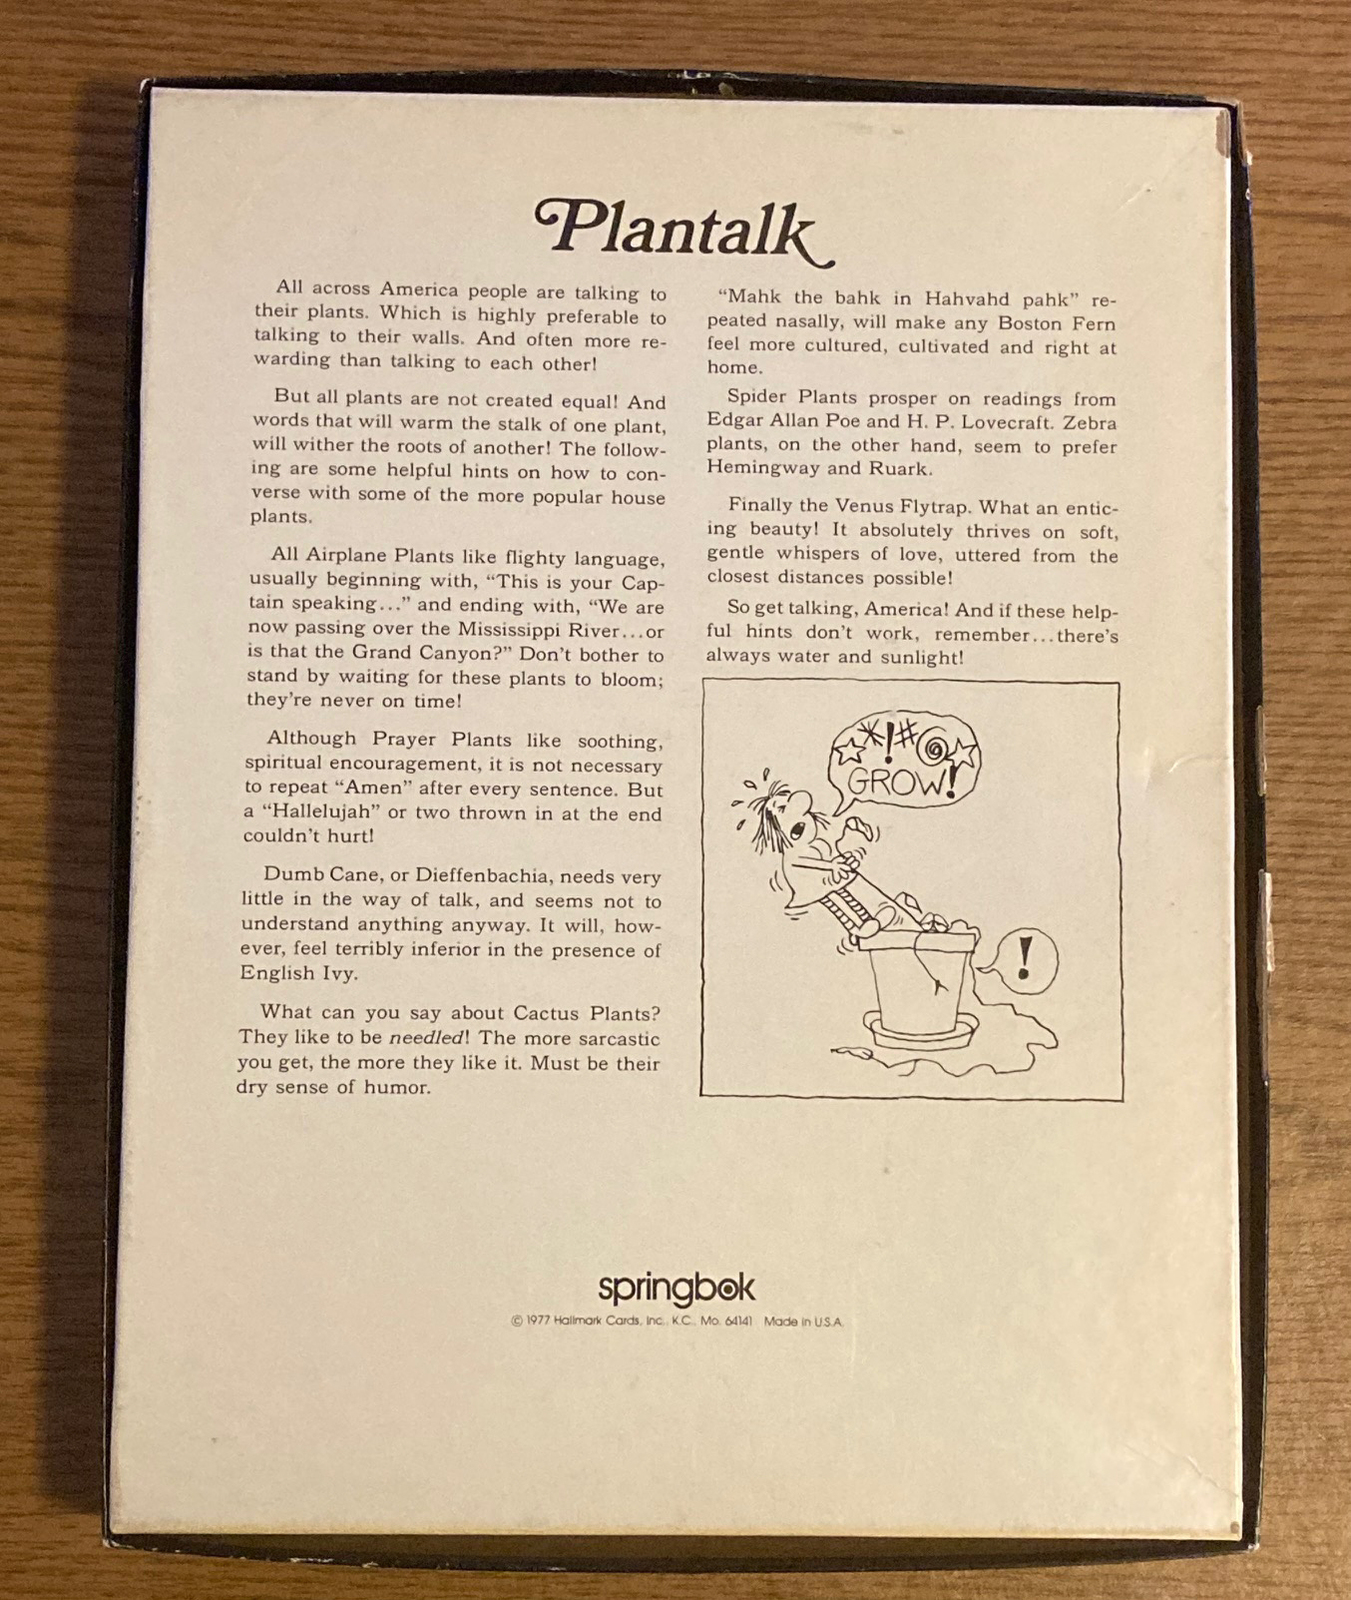 Plantalk
All across America people are talking to
their plants. Which is highly preferable to
talking to their walls. And often more re-
warding than talking to each other!
But all plants are not created equal! And
words that will warm the stalk of one plant,
will wither the roots of another! The follow-
ing are some helpful hints on how to con-
verse with some of the more popular house
plants.
All Airplane Plants like flighty language,
usually beginning with, “This is your Cap-
tain speaking...” and ending with, “We are
now passing over the Mississippi River...or
is that the Grand Canyon?” Don't bother to
stand by waiting for these plants to bloom;
they're never on time!
Although Prayer Plants like soothing,
spiritual encouragement, it is not necessary
to repeat “Amen” after every sentence. But
a “Hallelujah” or two thrown in at the end
couldn't hurt!
Dumb Cane, or Dieffenbachia, needs very
little in the way of talk, and seems not to
understand anything anyway. It will, how-
ever, feel terribly inferior in the presence of
English Ivy.
What can you say about Cactus Plants?
They like to be needled! The more sarcastic
you get, the more they like it. Must be their
dry sense of humor.
“Mahk the bahk in Hahvahd pahk” re-
peated nasally, will make any Boston Fern
feel more cultured, cultivated and right at
home.
Spider Plants prosper on readings from
Edgar Allan Poe and H. P. Lovecraft. Zebra
plants, on the other hand, seem to prefer
Hemingway and Ruark.
Finally the Venus Flytrap. What an entic-
ing beauty! It absolutely thrives on soft,
gentle whispers of love, uttered from the
closest distances possible!
So get talking, America! And if these help-
ful hints don't work, remember...there's
always water and sunlight!
☆*!#@☆
GROW!
!
springbok
© 1977 Hallmark Cards, Inc., K.C., Mo. 64141 Made in U.S.A.